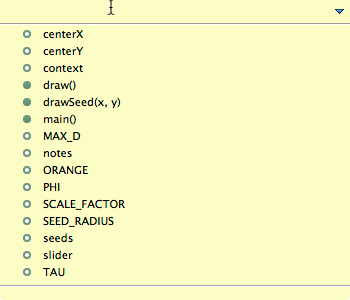 centerX
centerY
context
draw()
drawSeed(x, y)
main()
MAX_D
notes
ORANGE
PHI
SCALE_FACTOR
SEED_RADIUS
seeds
slider
TAU